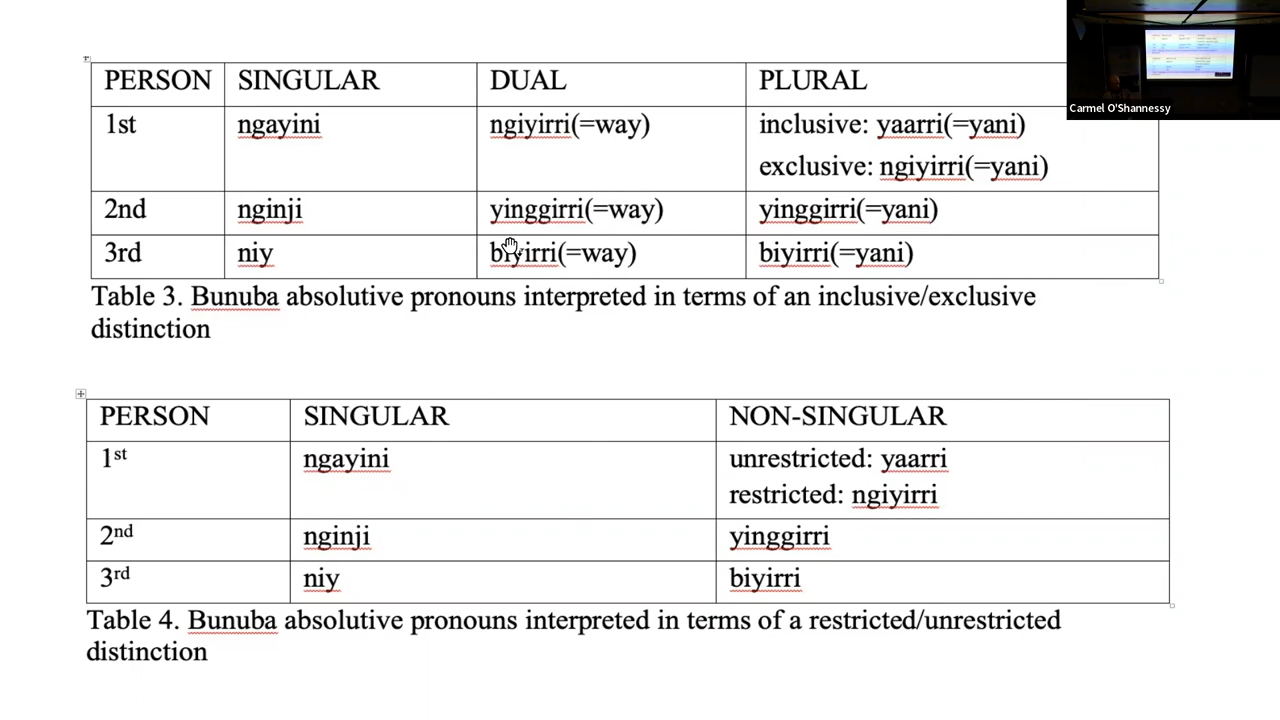 PERSON SINGULAR DUAL PLURAL
1st ngayini ngiyirri(=way) inclusive: yaarri(=yani)
exclusive: ngiyirri(=yani)
2nd nginji yinggirri(=way) yinggirri(=yani)
3rd niy biyirri(=way) biyirri(=yani)
Table 3. Bunuba absolutive pronouns interpreted in terms of an inclusive/exclusive
distinction
PERSON SINGULAR NON-SINGULAR
1st ngayini unrestricted: yaarri
restricted: ngiyirri
2nd nginji yinggirri
3rd niy biyirri
Table 4. Bunuba absolutive pronouns interpreted in terms of a restricted/unrestricted
distinction
Carmel O'Shannessy